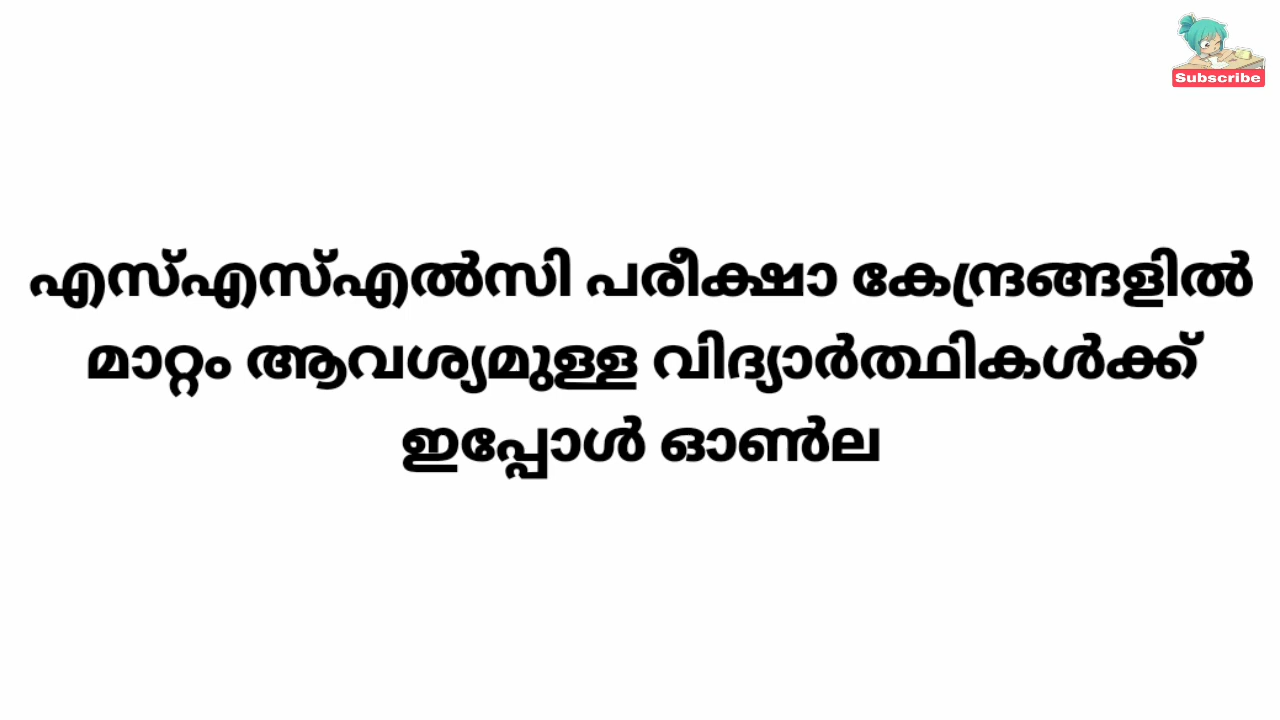 Subscribe
എസ്എസ്എൽസി പരീക്ഷാ കേന്ദ്രങ്ങളിൽ
മാറ്റം ആവശ്യമുള്ള വിദ്യാർത്ഥികൾക്ക്
ഇപ്പോൾ ഓൺല